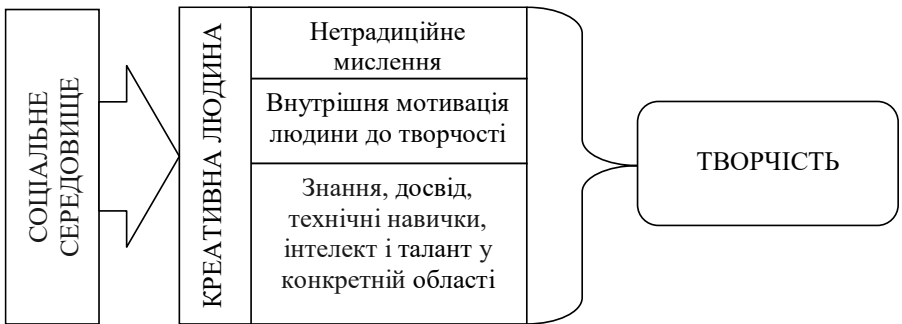 СОЦІАЛЬНЕ
СЕРЕДОВИЩЕ
КРЕАТИВНА ЛЮДИНА
Нетрадиційне
мислення
Внутрішня мотивація
людини до творчості
Знання, досвід,
технічні навички,
інтелект і талант у
конкретній області
ТВОРЧІСТЬ